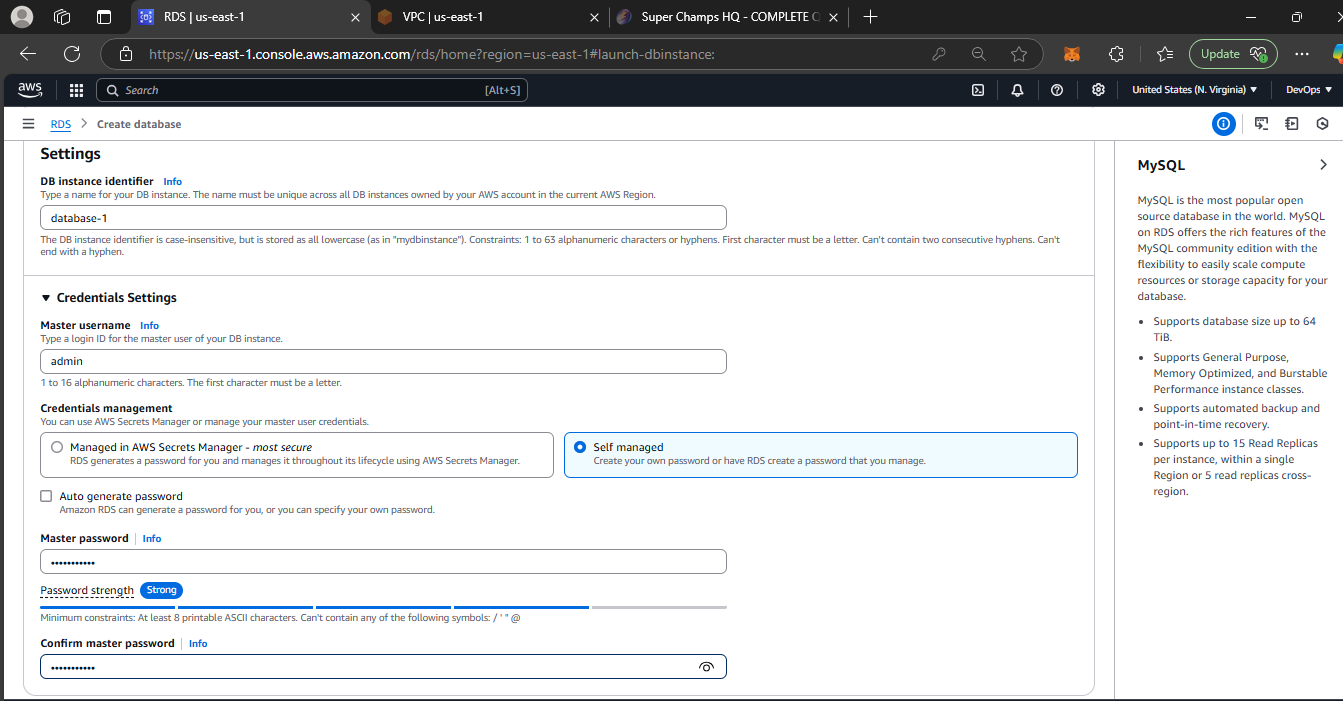 RDS | us-east-1
VPC | us-east-1
Super Champs HQ - COMPLETE
https://us-east-1.console.aws.amazon.com/rds/home?region=us-east-1#launch-dbinstance:
Update
aws
Search
[Alt+S]
United States (N. Virginia)
DevOps
RDS > Create database
Settings
DB instance identifier Info
Type a name for your DB instance. The name must be unique across all DB instances owned by your AWS account in the current AWS Region.
database-1
The DB instance identifier is case-insensitive, but is stored as all lowercase (as in "mydbinstance"). Constraints: 1 to 63 alphanumeric characters or hyphens. First character must be a letter. Can't contain two consecutive hyphens. Can't
end with a hyphen.
Credentials Settings
Master username Info
Type a login ID for the master user of your DB instance.
admin
1 to 16 alphanumeric characters. The first character must be a letter.
Credentials management
You can use AWS Secrets Manager or manage your master user credentials.
Managed in AWS Secrets Manager - most secure
RDS generates a password for you and manages it throughout its lifecycle using AWS Secrets Manager.
Self managed
Create your own password or have RDS create a password that you manage.
Auto generate password
Amazon RDS can generate a password for you, or you can specify your own password.
Master password | Info
•••••••••••
Password strength Strong
Minimum constraints: At least 8 printable ASCII characters. Can't contain any of the following symbols: / ' " @
Confirm master password | Info
•••••••••••
MySQL
MySQL is the most popular open
source database in the world. MySQL
on RDS offers the rich features of the
MySQL community edition with the
flexibility to easily scale compute
resources or storage capacity for your
database.
• Supports database size up to 64
TiB.
• Supports General Purpose,
Memory Optimized, and Burstable
Performance instance classes.
• Supports automated backup and
point-in-time recovery.
• Supports up to 15 Read Replicas
per instance, within a single
Region or 5 read replicas cross-
region.